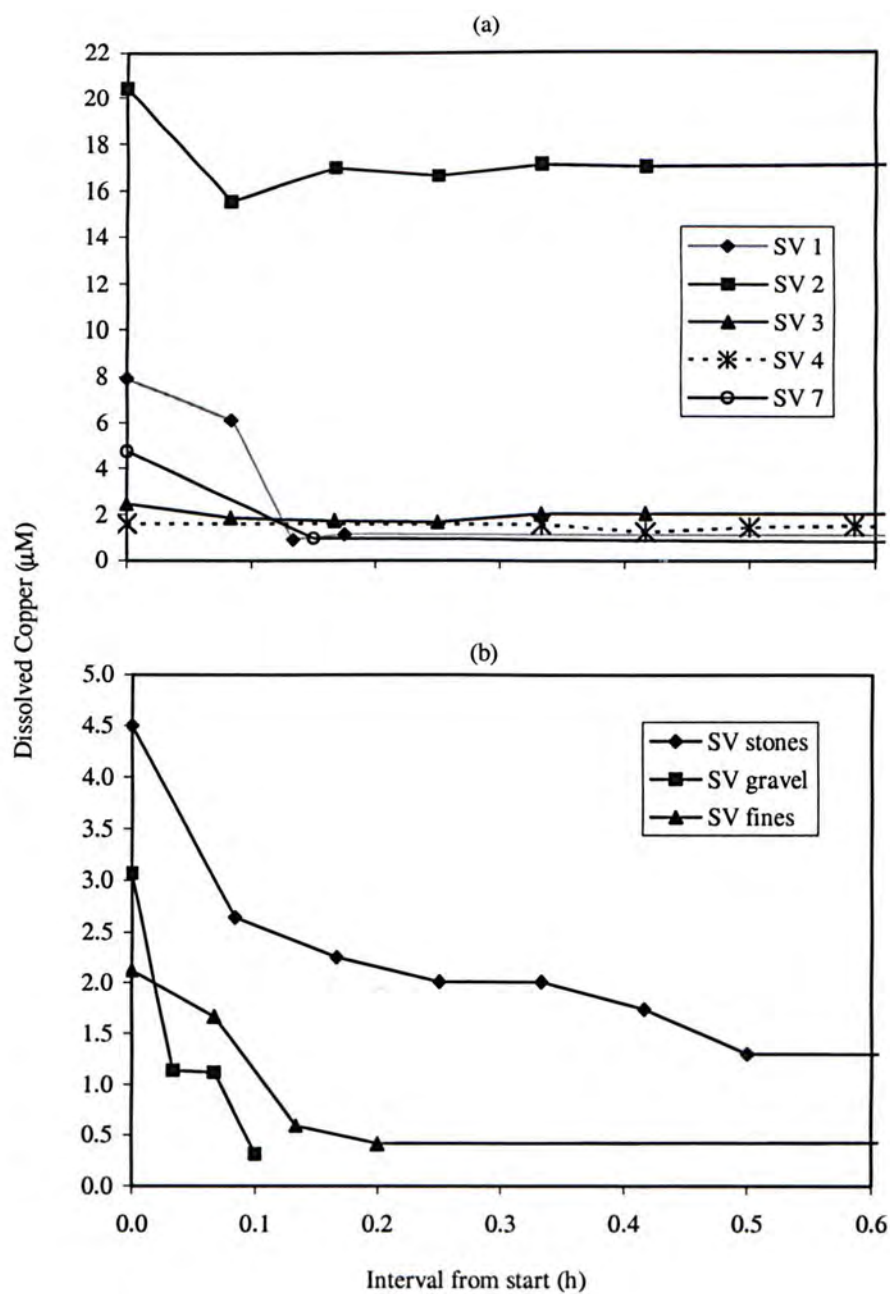 (a)
22
20
18
16
14
12
10
8
6
4
2
0
SV 1
SV 2
SV 3
SV 4
SV 7
Dissolved Copper (µM)
(b)
5.0
4.5
4.0
3.5
3.0
2.5
2.0
1.5
1.0
0.5
0.0
SV stones
SV gravel
SV fines
0.0 0.1 0.2 0.3 0.4 0.5 0.6
Interval from start (h)